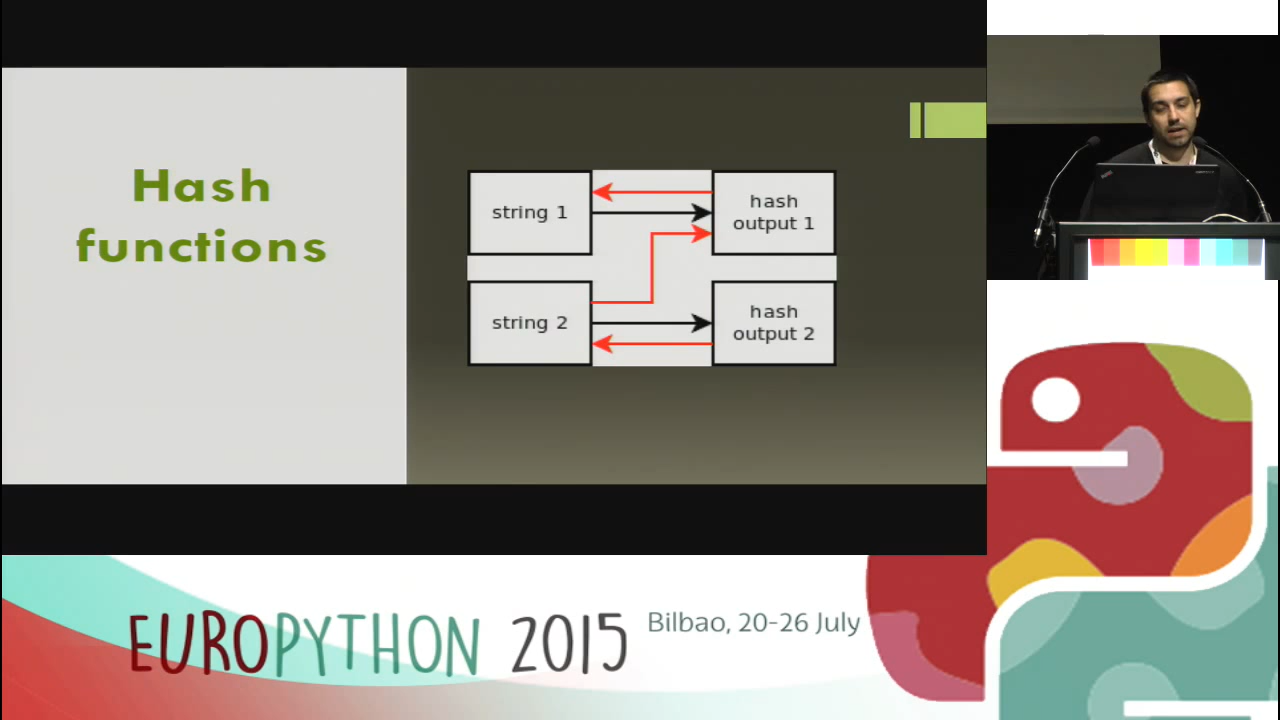 Hash
functions
string 1
hash
output 1
string 2
hash
output 2
EUROPYTHON 2015
Bilbao, 20-26 July